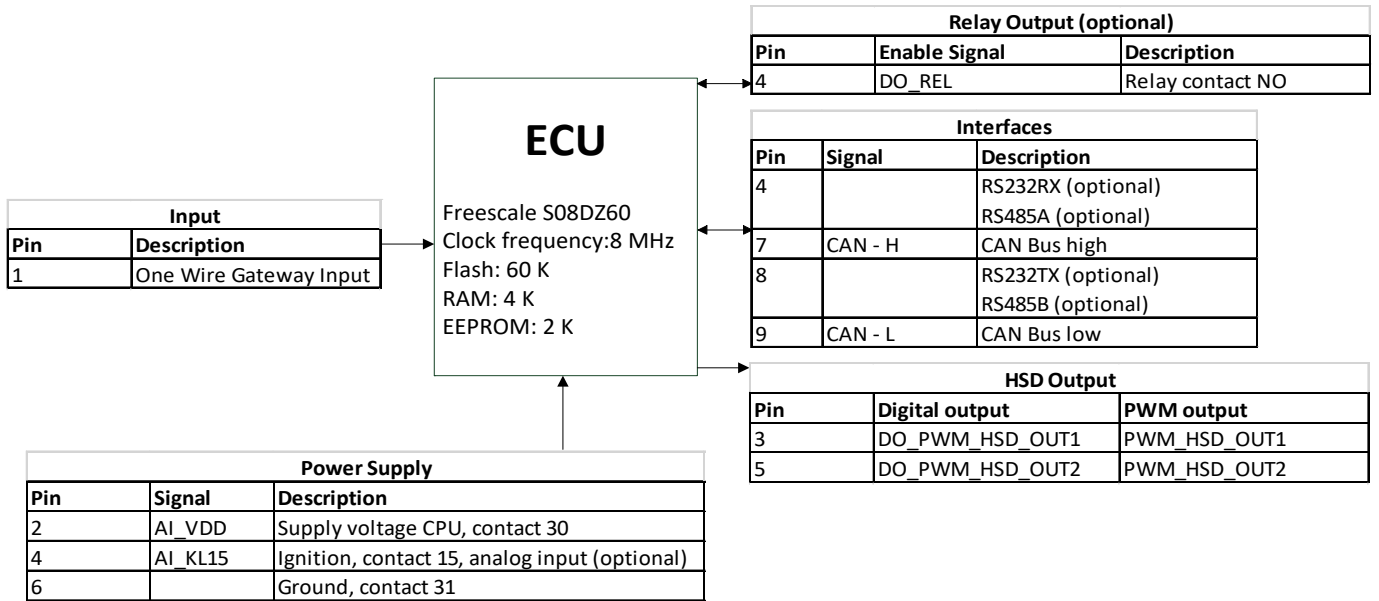 Relay Output (optional)
Pin Enable Signal Description
4 DO_REL Relay contact NO
ECU
Freescale S08DZ60
Clock frequency:8 MHz
Flash: 60 K
RAM: 4 K
EEPROM: 2 K
Interfaces
Pin Signal Description
4 RS232RX (optional)
RS485A (optional)
7 CAN - H CAN Bus high
8 RS232TX (optional)
RS485B (optional)
9 CAN - L CAN Bus low
Input
Pin Description
1 One Wire Gateway Input
HSD Output
Pin Digital output PWM output
3 DO_PWM_HSD_OUT1 PWM_HSD_OUT1
5 DO_PWM_HSD_OUT2 PWM_HSD_OUT2
Power Supply
Pin Signal Description
2 AI_VDD Supply voltage CPU, contact 30
4 AI_KL15 Ignition, contact 15, analog input (optional)
6 Ground, contact 31